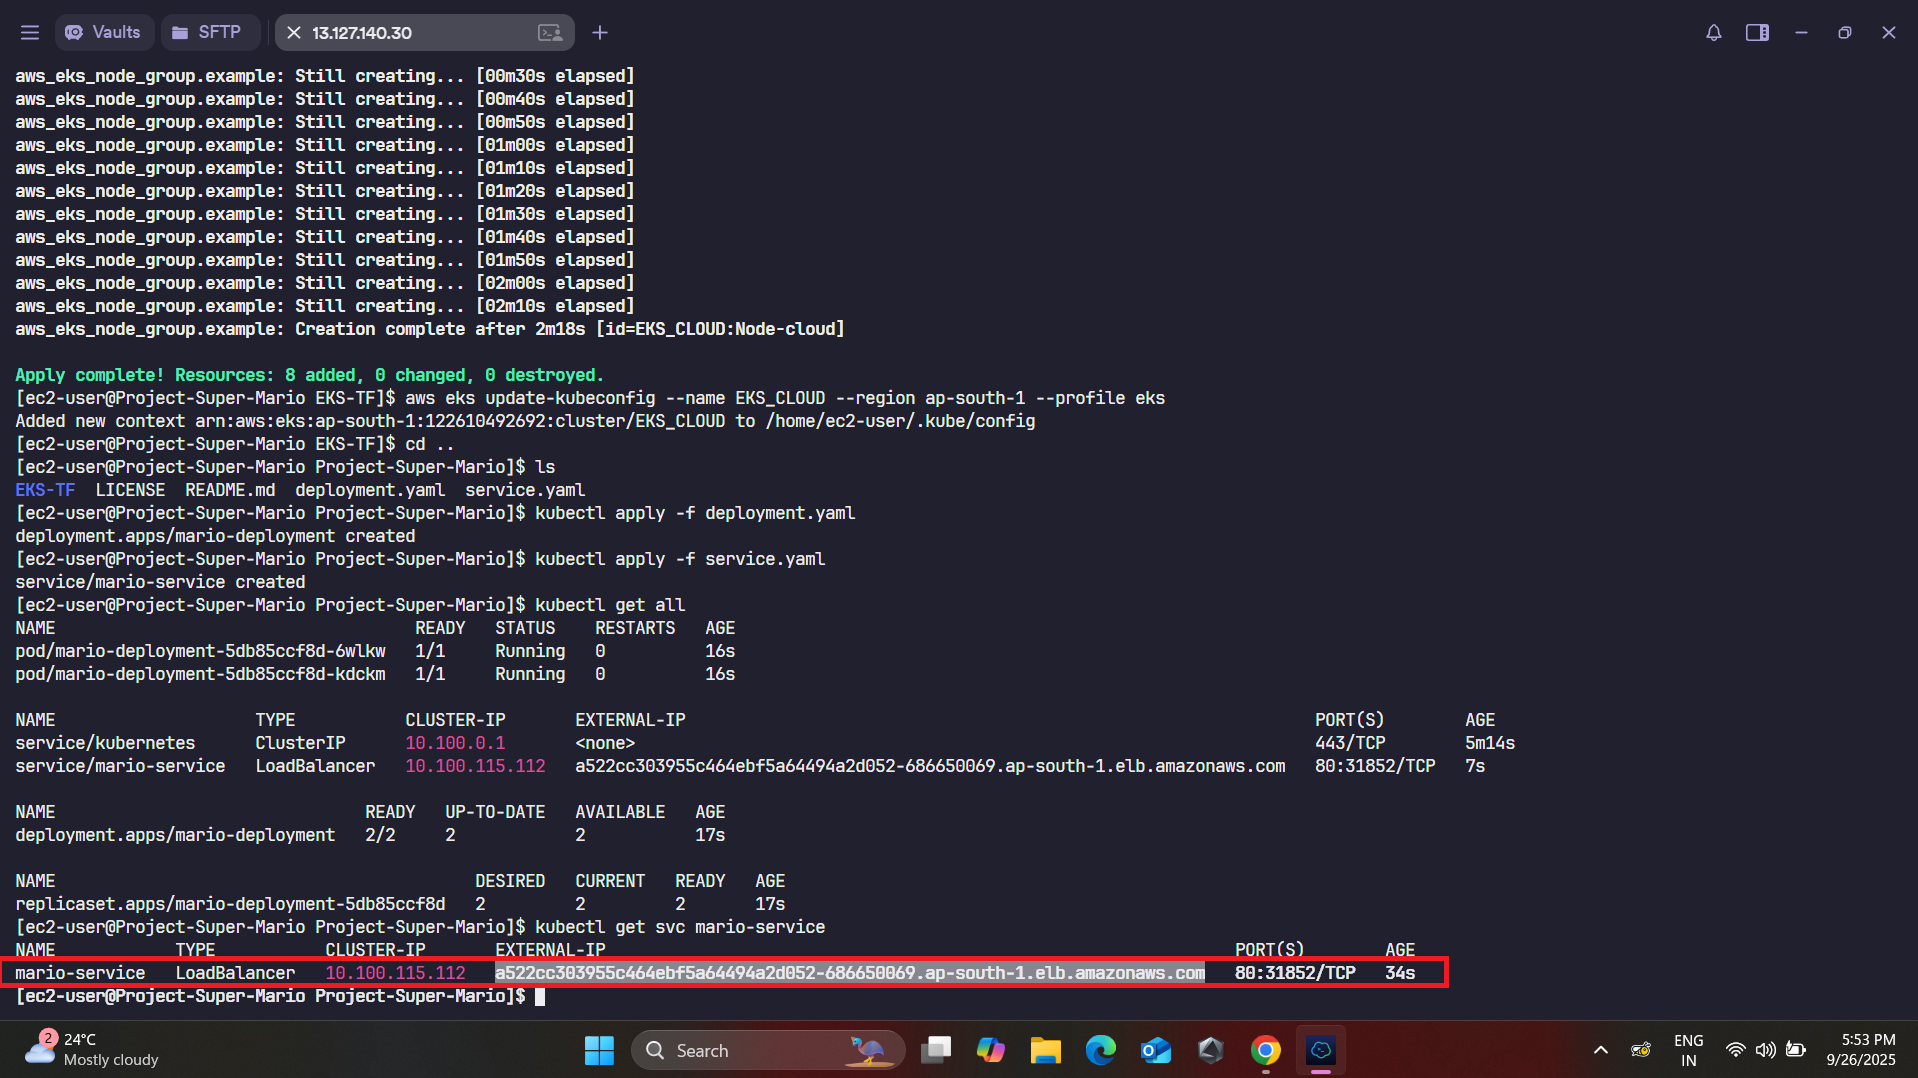 Vaults SFTP 13.127.140.30
aws_eks_node_group.example: Still creating... [00m30s elapsed]
aws_eks_node_group.example: Still creating... [00m40s elapsed]
aws_eks_node_group.example: Still creating... [00m50s elapsed]
aws_eks_node_group.example: Still creating... [01m00s elapsed]
aws_eks_node_group.example: Still creating... [01m10s elapsed]
aws_eks_node_group.example: Still creating... [01m20s elapsed]
aws_eks_node_group.example: Still creating... [01m30s elapsed]
aws_eks_node_group.example: Still creating... [01m40s elapsed]
aws_eks_node_group.example: Still creating... [01m50s elapsed]
aws_eks_node_group.example: Still creating... [02m00s elapsed]
aws_eks_node_group.example: Still creating... [02m10s elapsed]
aws_eks_node_group.example: Creation complete after 2m18s [id=EKS_CLOUD:Node-cloud]
Apply complete! Resources: 8 added, 0 changed, 0 destroyed.
[ec2-user@Project-Super-Mario EKS-TF]$ aws eks update-kubeconfig --name EKS_CLOUD --region ap-south-1 --profile eks
Added new context arn:aws:eks:ap-south-1:122610492692:cluster/EKS_CLOUD to /home/ec2-user/.kube/config
[ec2-user@Project-Super-Mario EKS-TF]$ cd ..
[ec2-user@Project-Super-Mario Project-Super-Mario]$ ls
EKS-TF LICENSE README.md deployment.yaml service.yaml
[ec2-user@Project-Super-Mario Project-Super-Mario]$ kubectl apply -f deployment.yaml
deployment.apps/mario-deployment created
[ec2-user@Project-Super-Mario Project-Super-Mario]$ kubectl apply -f service.yaml
service/mario-service created
[ec2-user@Project-Super-Mario Project-Super-Mario]$ kubectl get all
NAME READY STATUS RESTARTS AGE
pod/mario-deployment-5db85ccf8d-6wlkw 1/1 Running 0 16s
pod/mario-deployment-5db85ccf8d-kdckm 1/1 Running 0 16s
NAME TYPE CLUSTER-IP EXTERNAL-IP PORT(S) AGE
service/kubernetes ClusterIP 10.100.0.1 <none> 443/TCP 5m14s
service/mario-service LoadBalancer 10.100.115.112 a522cc303955c464ebf5a64494a2d052-686650069.ap-south-1.elb.amazonaws.com 80:31852/TCP 7s
NAME READY UP-TO-DATE AVAILABLE AGE
deployment.apps/mario-deployment 2/2 2 2 17s
NAME DESIRED CURRENT READY AGE
replicaset.apps/mario-deployment-5db85ccf8d 2 2 2 17s
[ec2-user@Project-Super-Mario Project-Super-Mario]$ kubectl get svc mario-service
NAME TYPE CLUSTER-IP EXTERNAL-IP PORT(S) AGE
mario-service LoadBalancer 10.100.115.112 a522cc303955c464ebf5a64494a2d052-686650069.ap-south-1.elb.amazonaws.com 80:31852/TCP 34s
[ec2-user@Project-Super-Mario Project-Super-Mario]$
2 24°C
Mostly cloudy
Search
ENG
IN
5:53 PM
9/26/2025